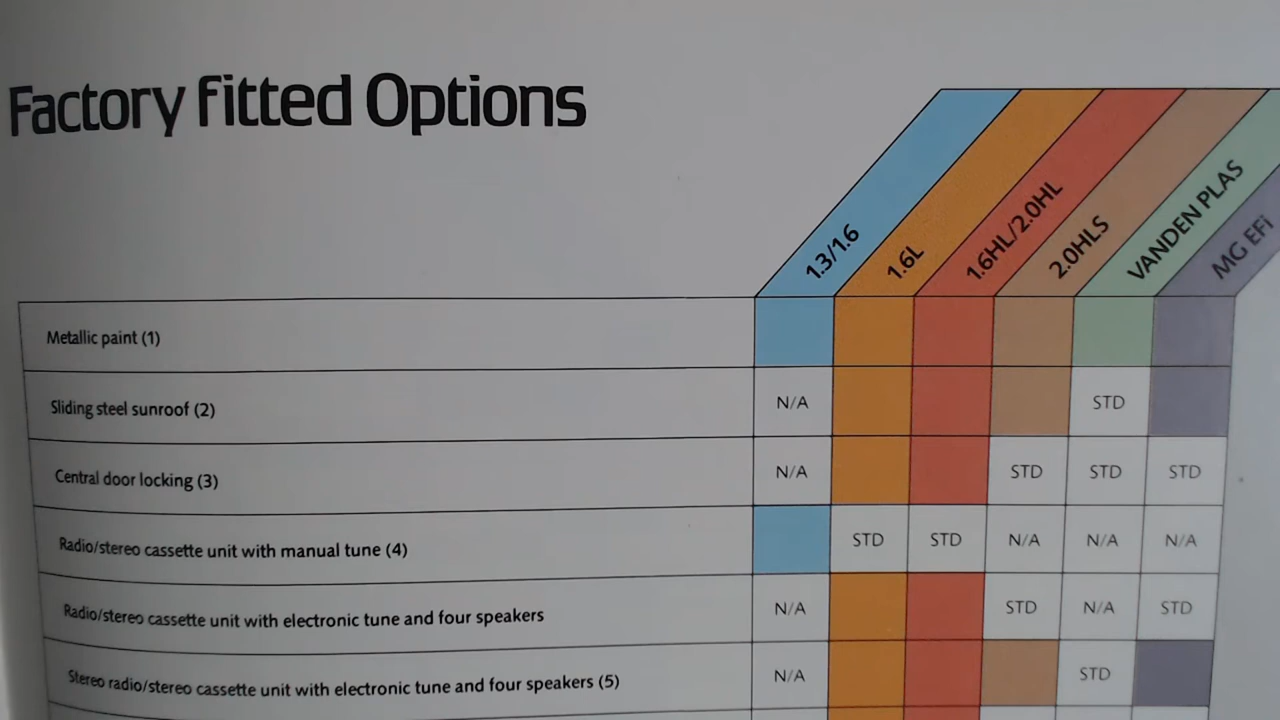 Factory fitted Options
1.3/1.6
1.6L
1.6HL/2.0HL
2.0HLS
VANDEN PLAS
MG EFi
Metallic paint (1)
Sliding steel sunroof (2) N/A STD
Central door locking (3) N/A STD STD STD
Radio/stereo cassette unit with manual tune (4) STD STD N/A N/A N/A
Radio/stereo cassette unit with electronic tune and four speakers N/A STD N/A STD
Stereo radio/stereo cassette unit with electronic tune and four speakers (5) N/A STD